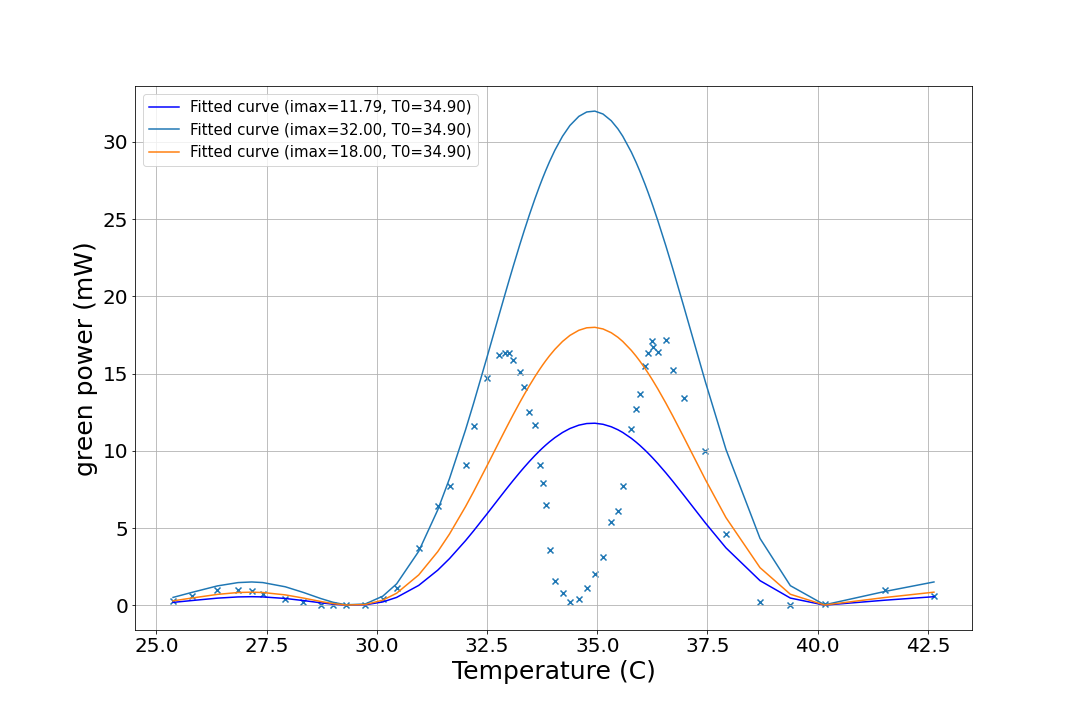 Fitted curve (imax=11.79, T0=34.90)
Fitted curve (imax=32.00, T0=34.90)
Fitted curve (imax=18.00, T0=34.90)
green power (mW)
30
25
20
15
10
5
0
25.0 27.5 30.0 32.5 35.0 37.5 40.0 42.5
Temperature (C)